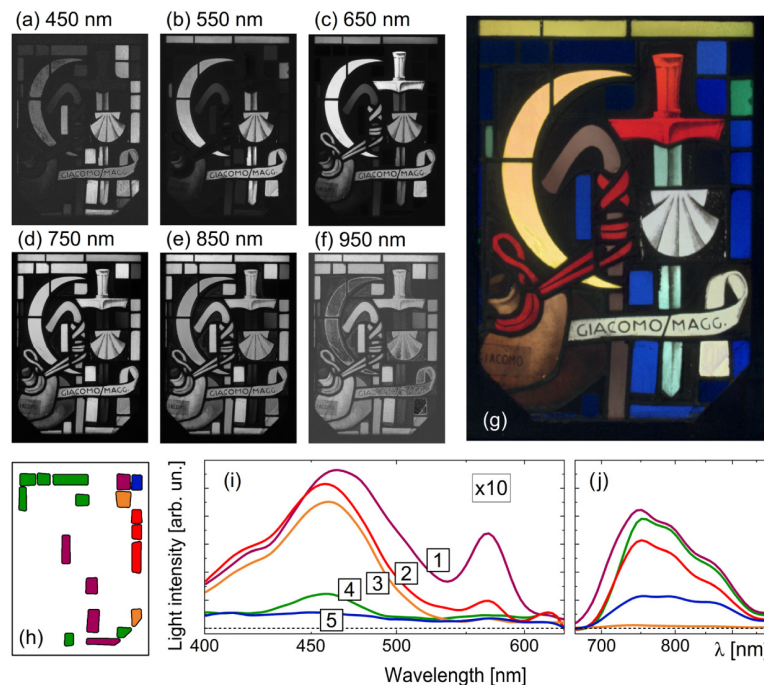 (a) 450 nm
(b) 550 nm
(c) 650 nm
GIACOMO/MAGG.
GIACOMO/MAGG.
GIACOMO/MAGG.
(d) 750 nm
(e) 850 nm
(f) 950 nm
GIACOMO/MAGG.
GIACOMO/MAGG.
GIACOMO/MAGG.
GIACOMO/MAGG.
IACOMO
(g)
(h)
(i)
x10
1
2
3
4
5
Light intensity [arb. un.]
400
450
500
600
Wavelength [nm]
(j)
700
800
λ [nm]